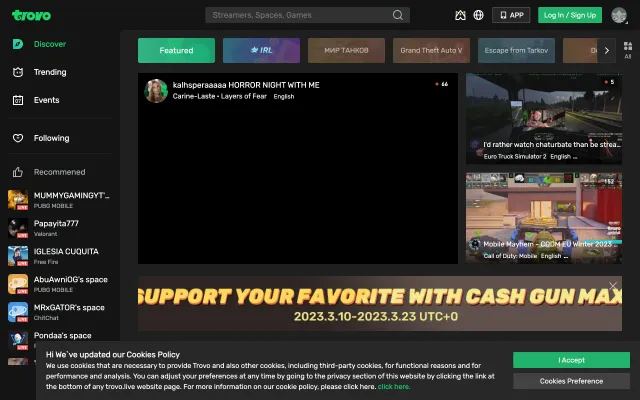 trovo
Streamers, Spaces, Games
APP
Log In / Sign Up
Discover
Trending
Events
Following
Recommened
MUMMYGAMINGYT'...
PUBG MOBILE
LIVE
Papayita777
Valorant
LIVE
IGLESIA CUQUITA
Free Fire
LIVE
AbuAwniOG's space
PUBG MOBILE
LIVE
MRxGATOR's space
ChitChat
LIVE
Pondaa's space
LIVE
Featured
IRL
МИР ТАНКОВ
Grand Theft Auto V
Escape from Tarkov
All
kalhsperaaaaa HORROR NIGHT WITH ME
66
Carine-Laste • Layers of Fear English
5
I'd rather watch chaturbate than be strea...
Euro Truck Simulator 2 English ...
152
Mobile Mayhem - CODM EU Winter 2023 ...
Call of Duty: Mobile English ...
SUPPORT YOUR FAVORITE WITH CASH GUN MAX
2023.3.10-2023.3.23 UTC+0
Hi We`ve updated our Cookies Policy
We use cookies that are necessary to provide Trovo and also other cookies, including third-party cookies, for functional reasons and for
performance and analysis. You can adjust your preferences at any time by going to the privacy section of this website by clicking the link at
the bottom of any trovo.live website page. For more information on our cookie policy, please click here. click here.
I Accept
Cookies Preference